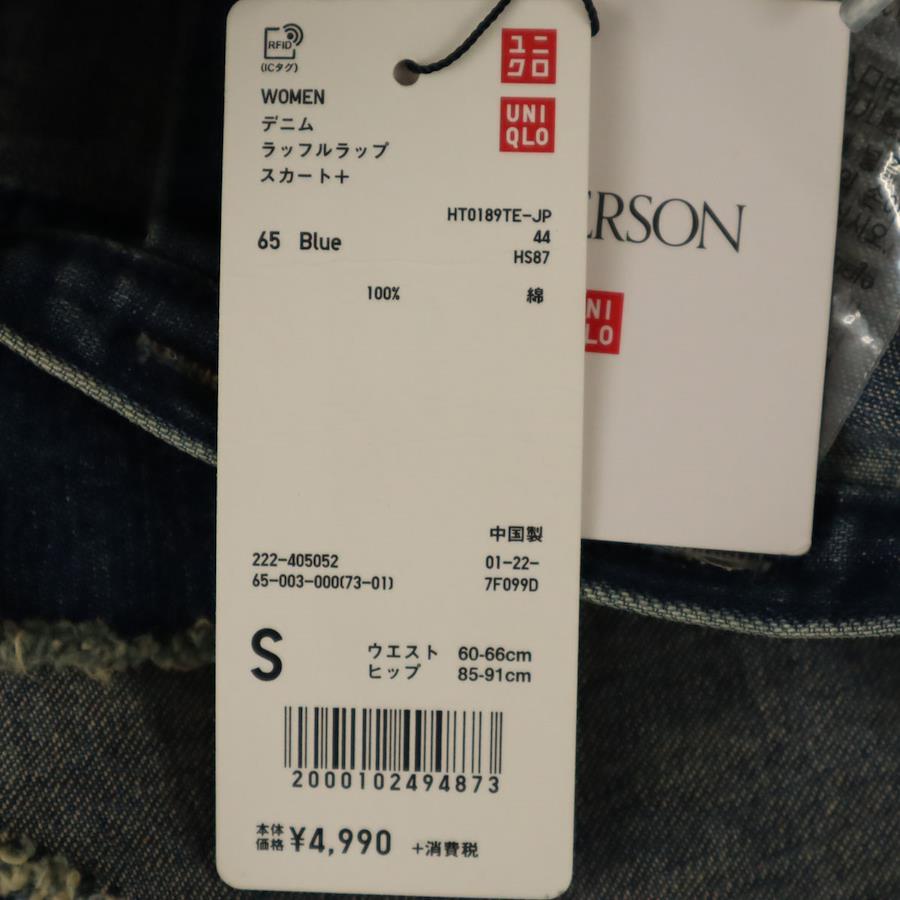 RFID
(ICタグ)
ユニ
クロ
UNI
QLO
WOMEN
デニム
ラッフルラップ
スカート+
HT0189TE-JP
65 Blue
44
HS87
100% 綿
中国製
222-405052 01-22-
65-003-000(73-01) 7F099D
S
ウエスト 60-66cm
ヒップ 85-91cm
2000102494873
本体
価格 ¥4,990 +消費税
ERSON
NI
LO